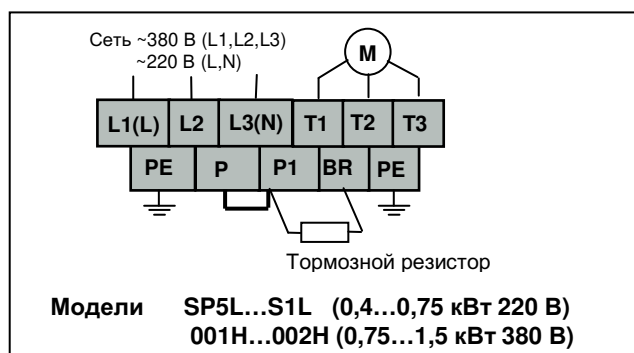 Сеть ~380 В (L1,L2,L3)
~220 В (L,N)
M
L1(L) L2 L3(N) T1 T2 T3
PE P P1 BR PE
Тормозной резистор
Модели SP5L...S1L (0,4...0,75 кВт 220 В)
001H...002H (0,75...1,5 кВт 380 В)